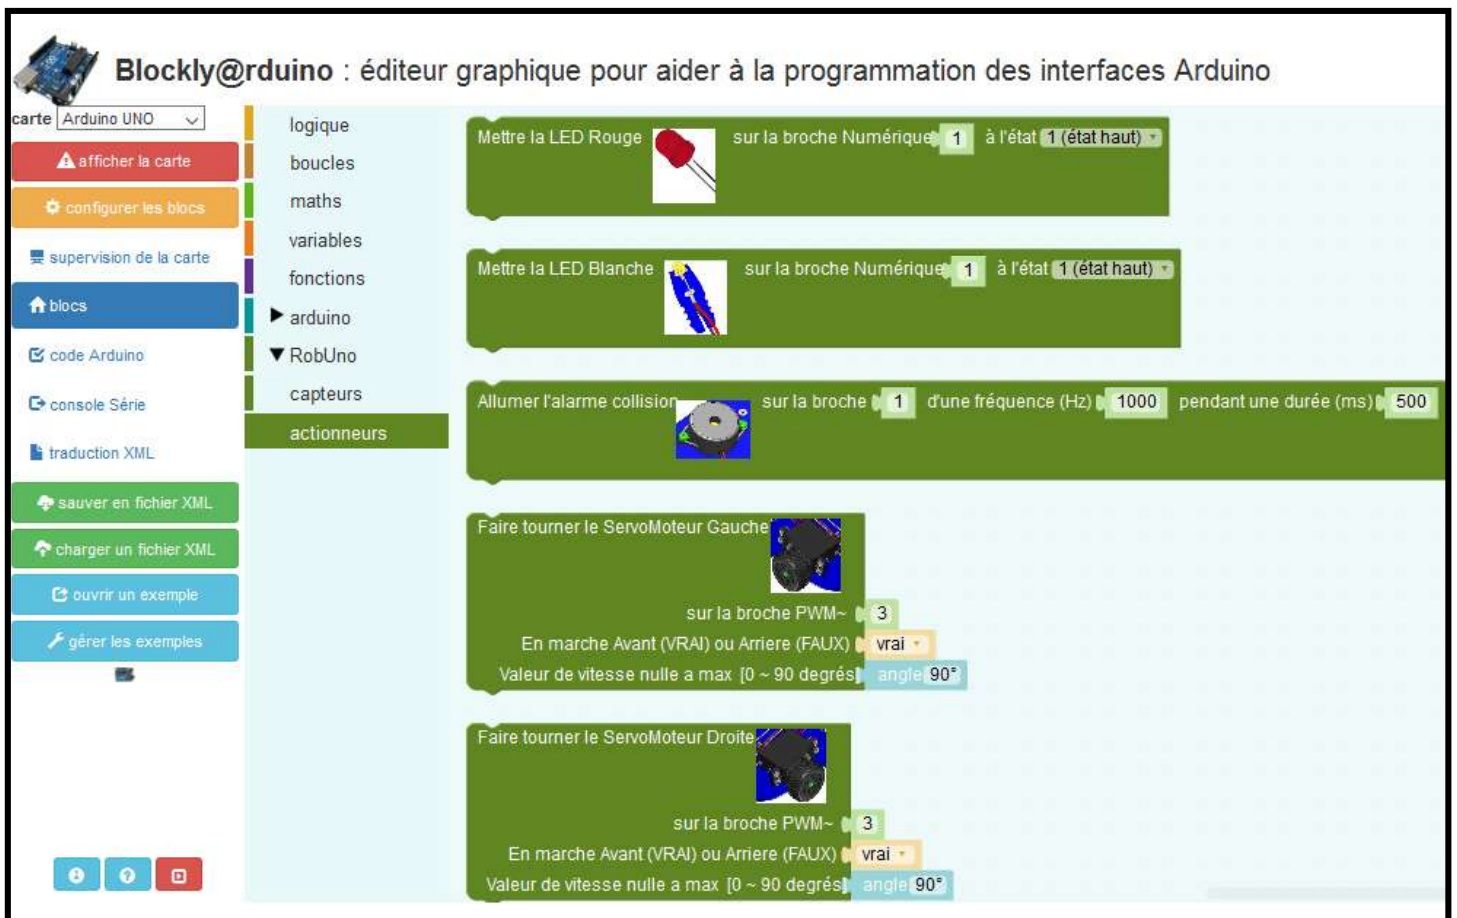 Blockly@rduino : éditeur graphique pour aider à la programmation des interfaces Arduino
carte Arduino UNO
afficher la carte
configurer les blocs
supervision de la carte
blocs
code Arduino
console Série
traduction XML
sauver en fichier XML
charger un fichier XML
ouvrir un exemple
gérer les exemples
logique
boucles
maths
variables
fonctions
arduino
RobUno
capteurs
actionneurs
Mettre la LED Rouge sur la broche Numérique 1 à l'état 1 (état haut)
Mettre la LED Blanche sur la broche Numérique 1 à l'état 1 (état haut)
Allumer l'alarme collision sur la broche 1 d'une fréquence (Hz) 1000 pendant une durée (ms) 500
Faire tourner le ServoMoteur Gauche
sur la broche PWM~ 3
En marche Avant (VRAI) ou Arriere (FAUX) vrai
Valeur de vitesse nulle a max [0 ~ 90 degrés] angle 90°
Faire tourner le ServoMoteur Droite
sur la broche PWM~ 3
En marche Avant (VRAI) ou Arriere (FAUX) vrai
Valeur de vitesse nulle a max [0 ~ 90 degrés] angle 90°